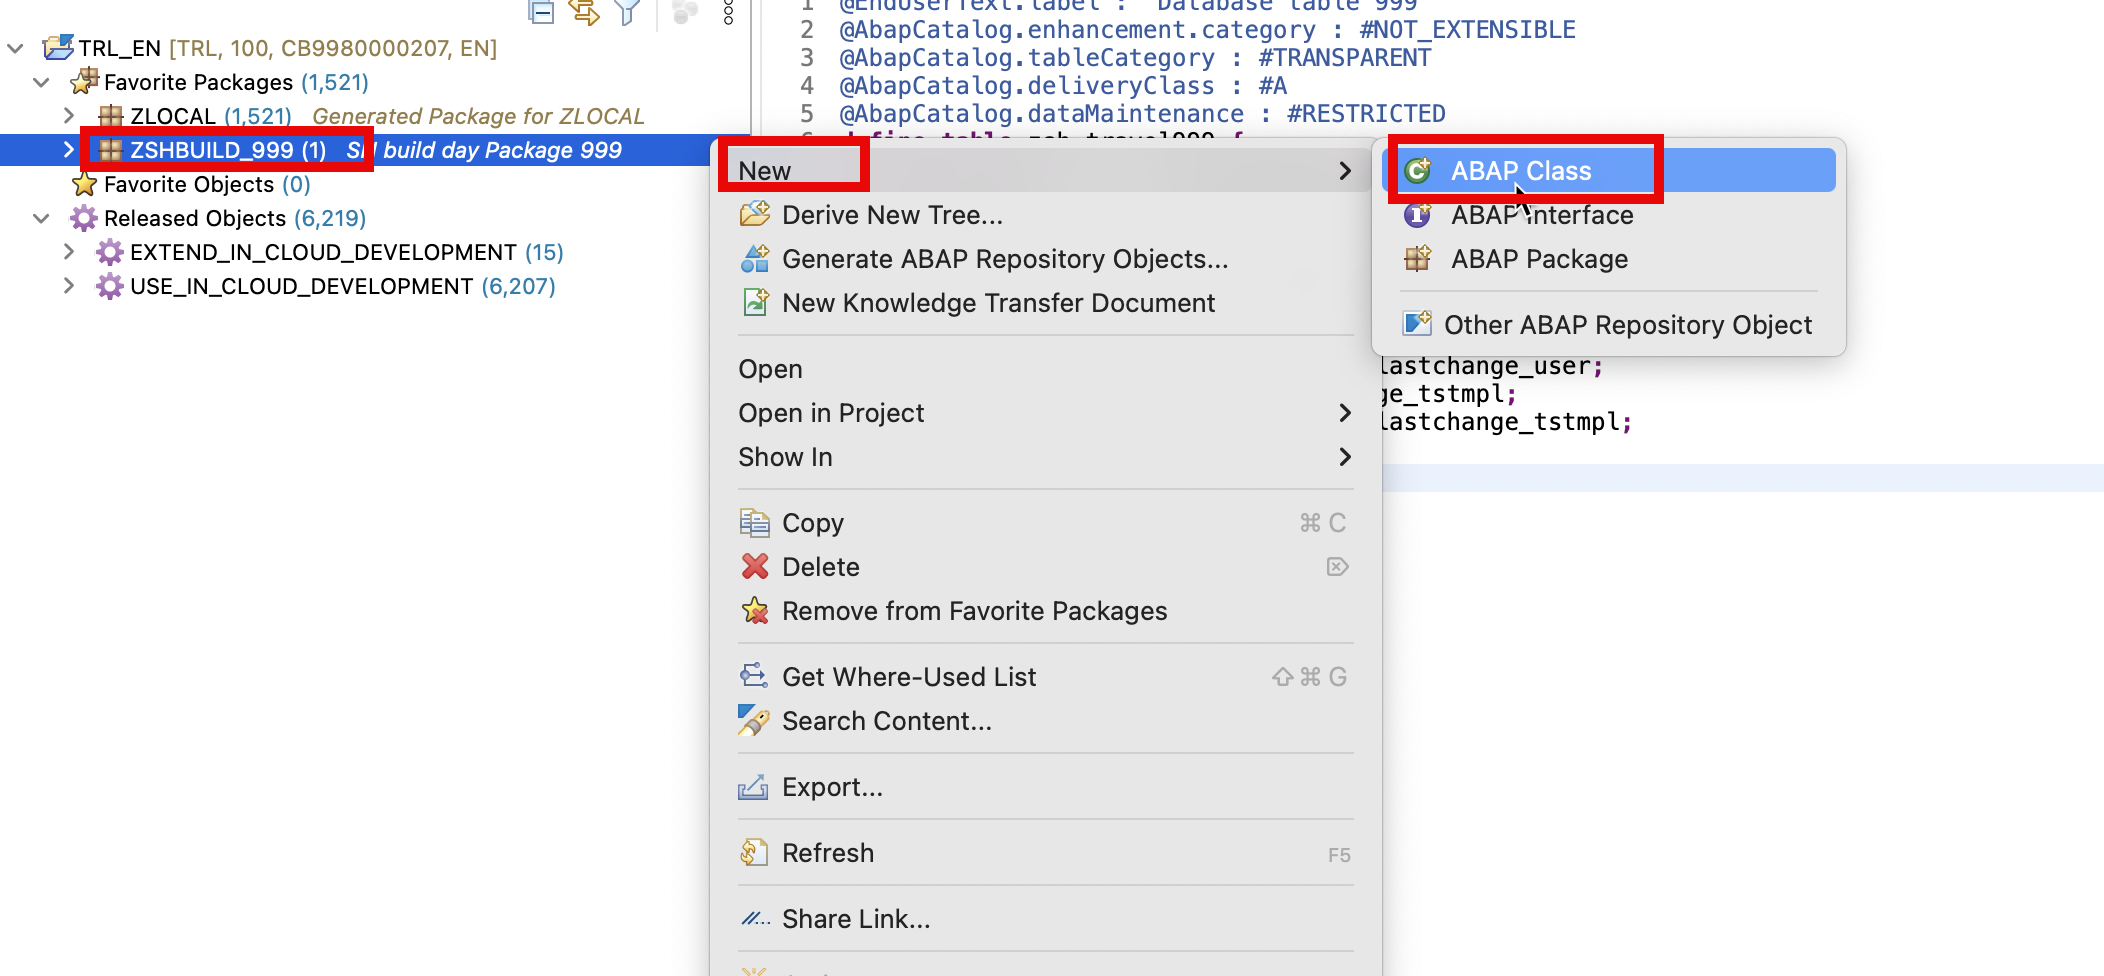 TRL_EN [TRL, 100, CB9980000207, EN]
Favorite Packages (1,521)
ZLOCAL (1,521) Generated Package for ZLOCAL
ZSHBUILD_999 (1) build day Package 999
Favorite Objects (0)
Released Objects (6,219)
EXTEND_IN_CLOUD_DEVELOPMENT (15)
USE_IN_CLOUD_DEVELOPMENT (6,207)
1 @EndUserText.label : 'Database table 999'
2 @AbapCatalog.enhancement.category : #NOT_EXTENSIBLE
3 @AbapCatalog.tableCategory : #TRANSPARENT
4 @AbapCatalog.deliveryClass : #A
5 @AbapCatalog.dataMaintenance : #RESTRICTED
6 define table zsh_travel999 {
lastchange_user;
ge_tstmpl;
lastchange_tstmpl;
New
Derive New Tree...
Generate ABAP Repository Objects...
New Knowledge Transfer Document
Open
Open in Project
Show In
Copy ⌘ C
Delete ⌦
Remove from Favorite Packages
Get Where-Used List ⇧ ⌘ G
Search Content...
Export...
Refresh F5
Share Link...
ABAP Class
ABAP Interface
ABAP Package
Other ABAP Repository Object